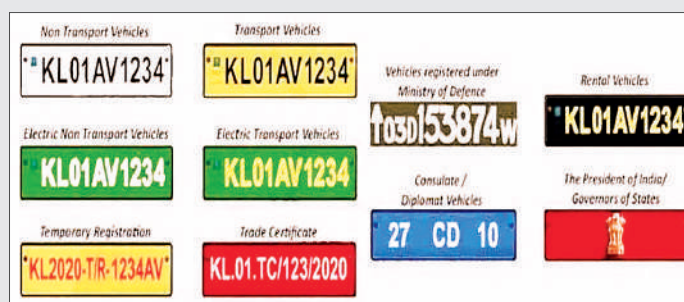 Non Transport Vehicles
KL01AV1234
Transport Vehicles
KL01AV1234
Vehicles registered under
Ministry of Defence
↑03D153874W
Rental Vehicles
KL01AV1234
Electric Non Transport Vehicles
KL01AV1234
Electric Transport Vehicles
KL01AV1234
Consulate /
Diplomat Vehicles
27 CD 10
The President of India/
Governors of States
Temporary Registration
KL2020-T/R-1234AV
Trade Certificate
KL.01.TC/123/2020